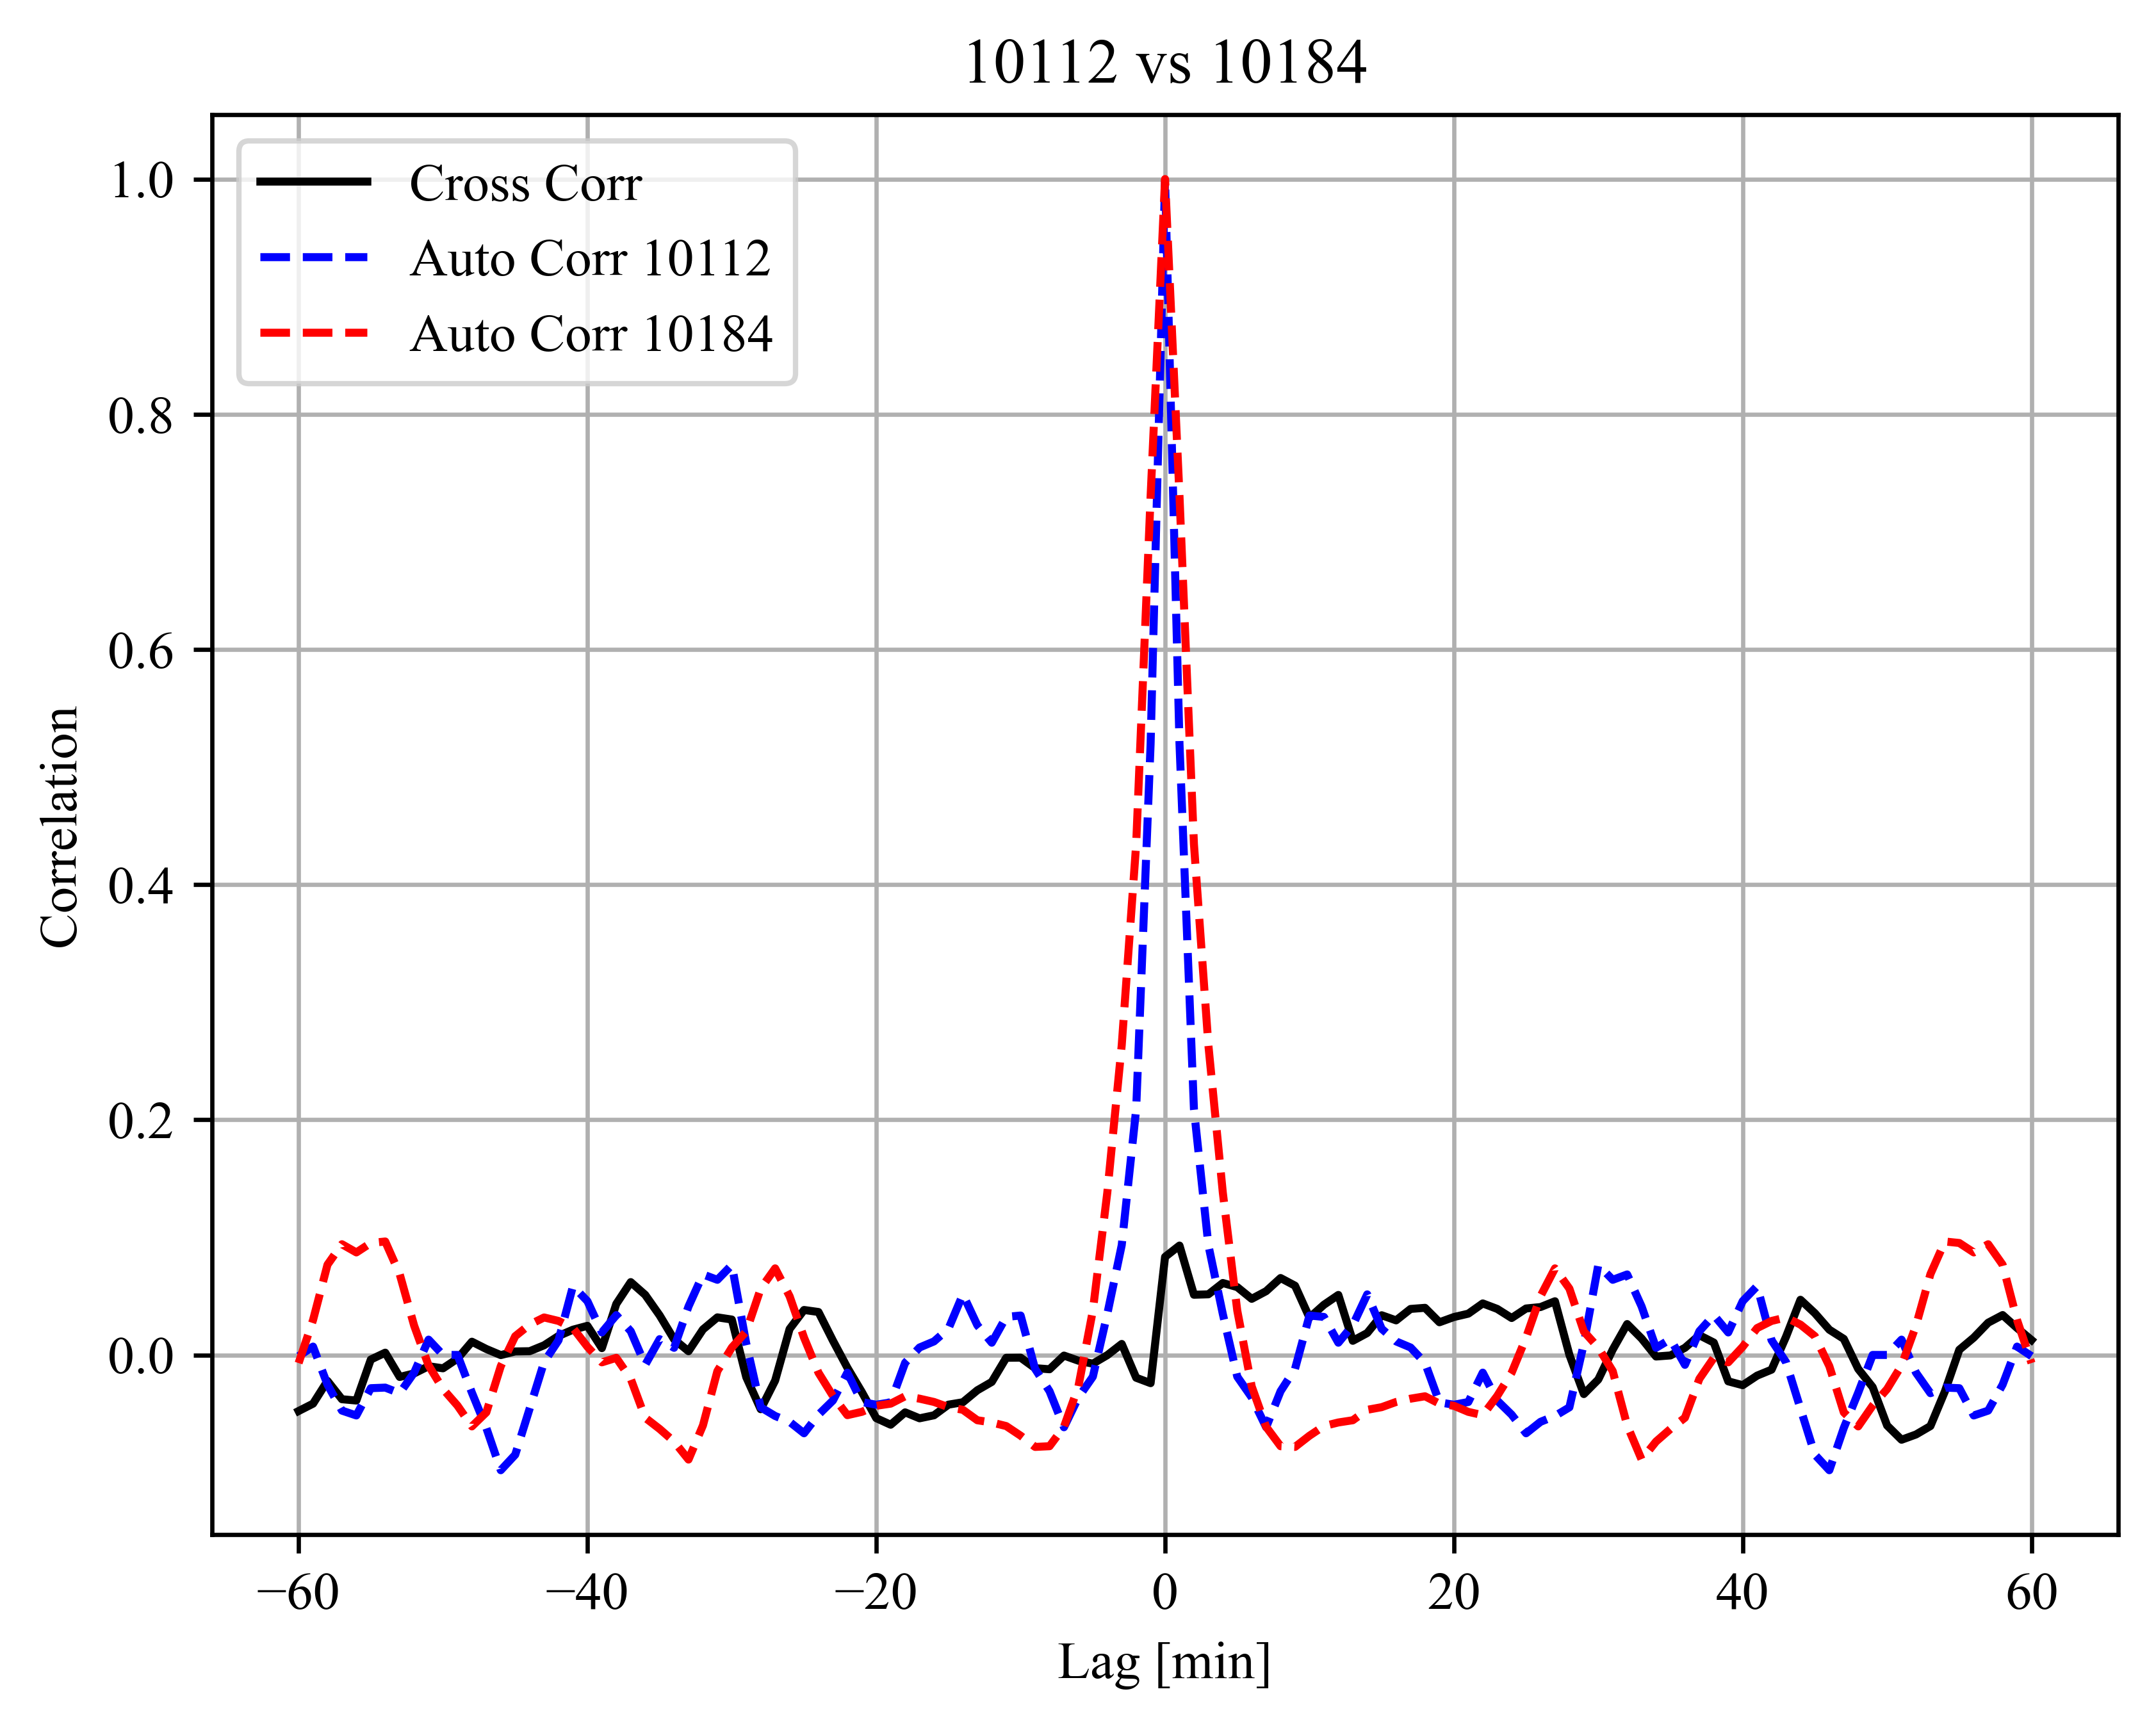 10112 vs 10184
Cross Corr
Auto Corr 10112
Auto Corr 10184
1.0
0.8
0.6
0.4
0.2
0.0
Correlation
−60 −40 −20 0 20 40 60
Lag [min]